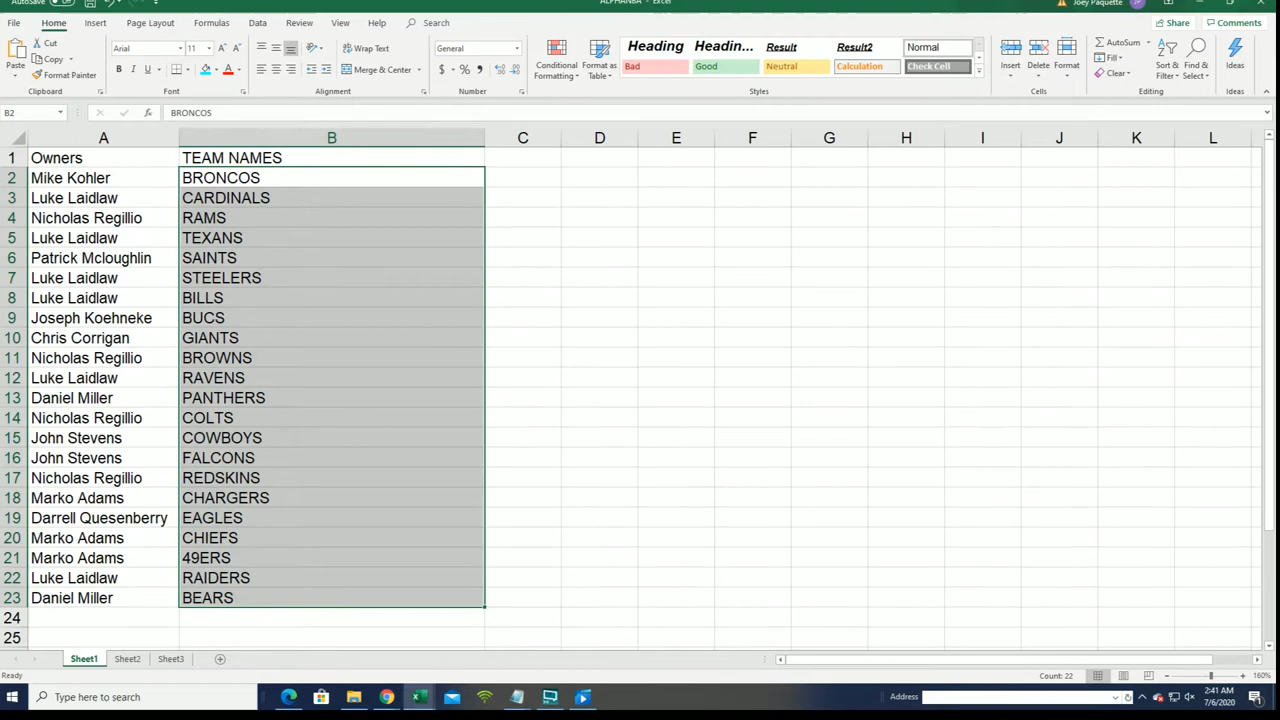 AutoSave Off
ALPHANBA - Excel
Joey Paquette
JP
File Home Insert Page Layout Formulas Data Review View Help Search
Share Comments
Paste
Cut
Copy
Format Painter
Clipboard
Arial 11
Font
Wrap Text
Merge & Center
Alignment
General
Number
Conditional Formatting
Format as Table
Heading Headin... Result Result2 Normal
Bad Good Neutral Calculation Check Cell
Styles
Insert Delete Format
Cells
AutoSum
Fill
Clear
Sort & Filter
Find & Select
Editing
Ideas
Ideas
B2 fx BRONCOS
A B C D E F G H I J K L
1 Owners TEAM NAMES
2 Mike Kohler BRONCOS
3 Luke Laidlaw CARDINALS
4 Nicholas Regillio RAMS
5 Luke Laidlaw TEXANS
6 Patrick Mcloughlin SAINTS
7 Luke Laidlaw STEELERS
8 Luke Laidlaw BILLS
9 Joseph Koehneke BUCS
10 Chris Corrigan GIANTS
11 Nicholas Regillio BROWNS
12 Luke Laidlaw RAVENS
13 Daniel Miller PANTHERS
14 Nicholas Regillio COLTS
15 John Stevens COWBOYS
16 John Stevens FALCONS
17 Nicholas Regillio REDSKINS
18 Marko Adams CHARGERS
19 Darrell Quesenberry EAGLES
20 Marko Adams CHIEFS
21 Marko Adams 49ERS
22 Luke Laidlaw RAIDERS
23 Daniel Miller BEARS
24
25
Sheet1 Sheet2 Sheet3
Ready
Count: 22
160%
Type here to search
Address
2:41 AM
7/6/2020